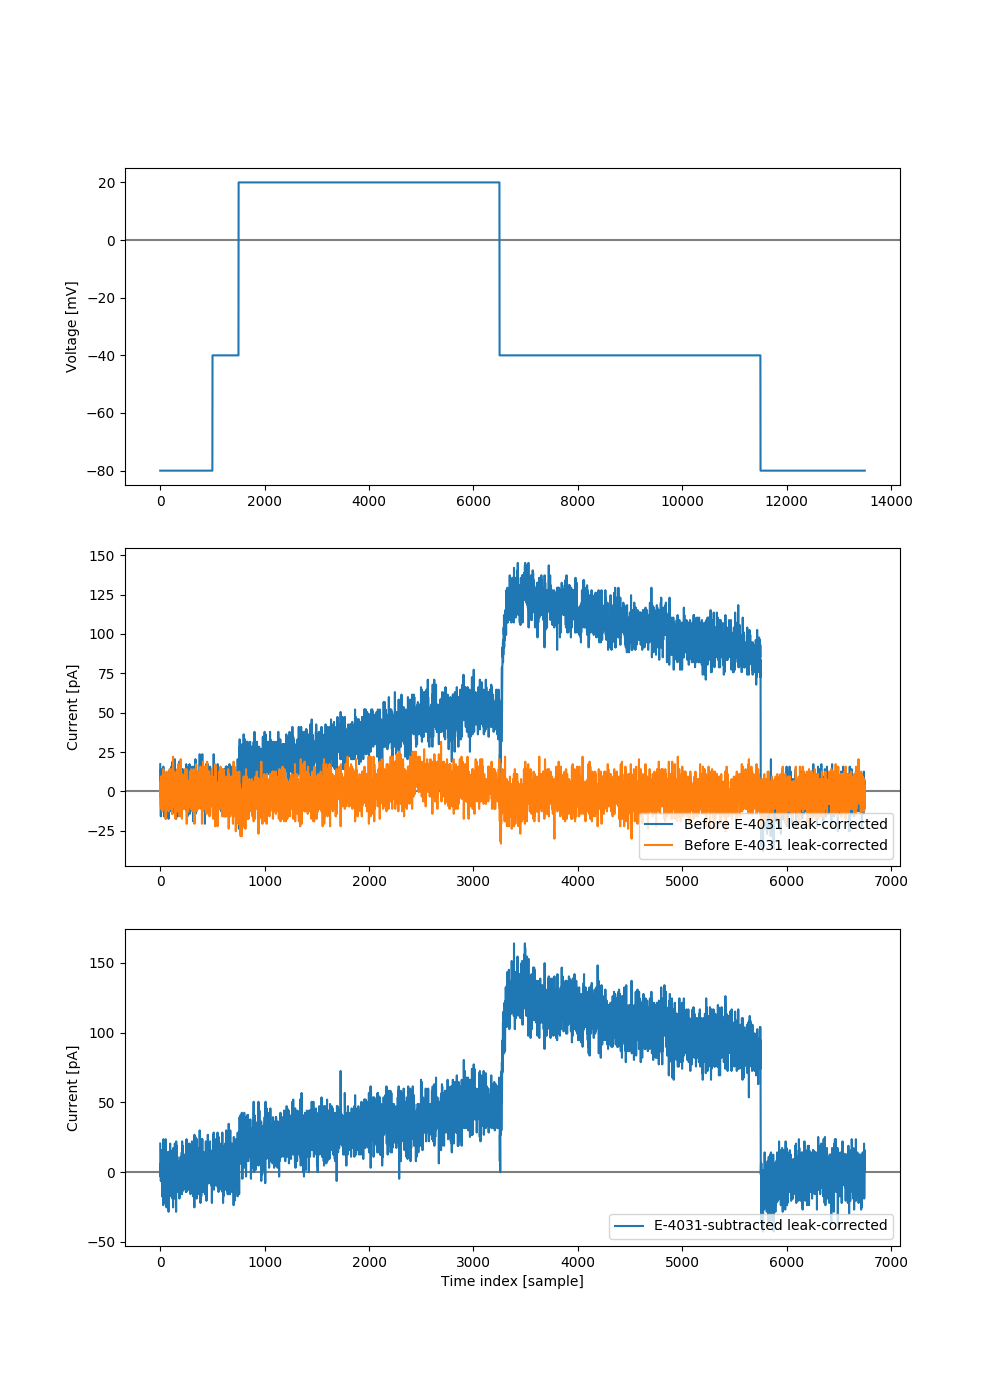 20
0
−20
−40
−60
−80
Voltage [mV]
0 2000 4000 6000 8000 10000 12000 14000
150
125
100
75
50
25
0
−25
Current [pA]
Before E-4031 leak-corrected
Before E-4031 leak-corrected
0 1000 2000 3000 4000 5000 6000 7000
150
100
50
0
−50
Current [pA]
E-4031-subtracted leak-corrected
0 1000 2000 3000 4000 5000 6000 7000
Time index [sample]